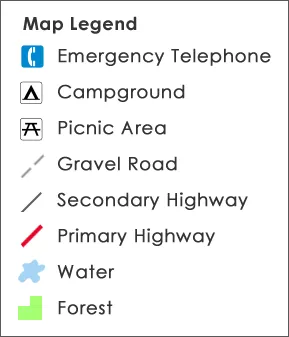 Map Legend
Emergency Telephone
Campground
Picnic Area
Gravel Road
Secondary Highway
Primary Highway
Water
Forest